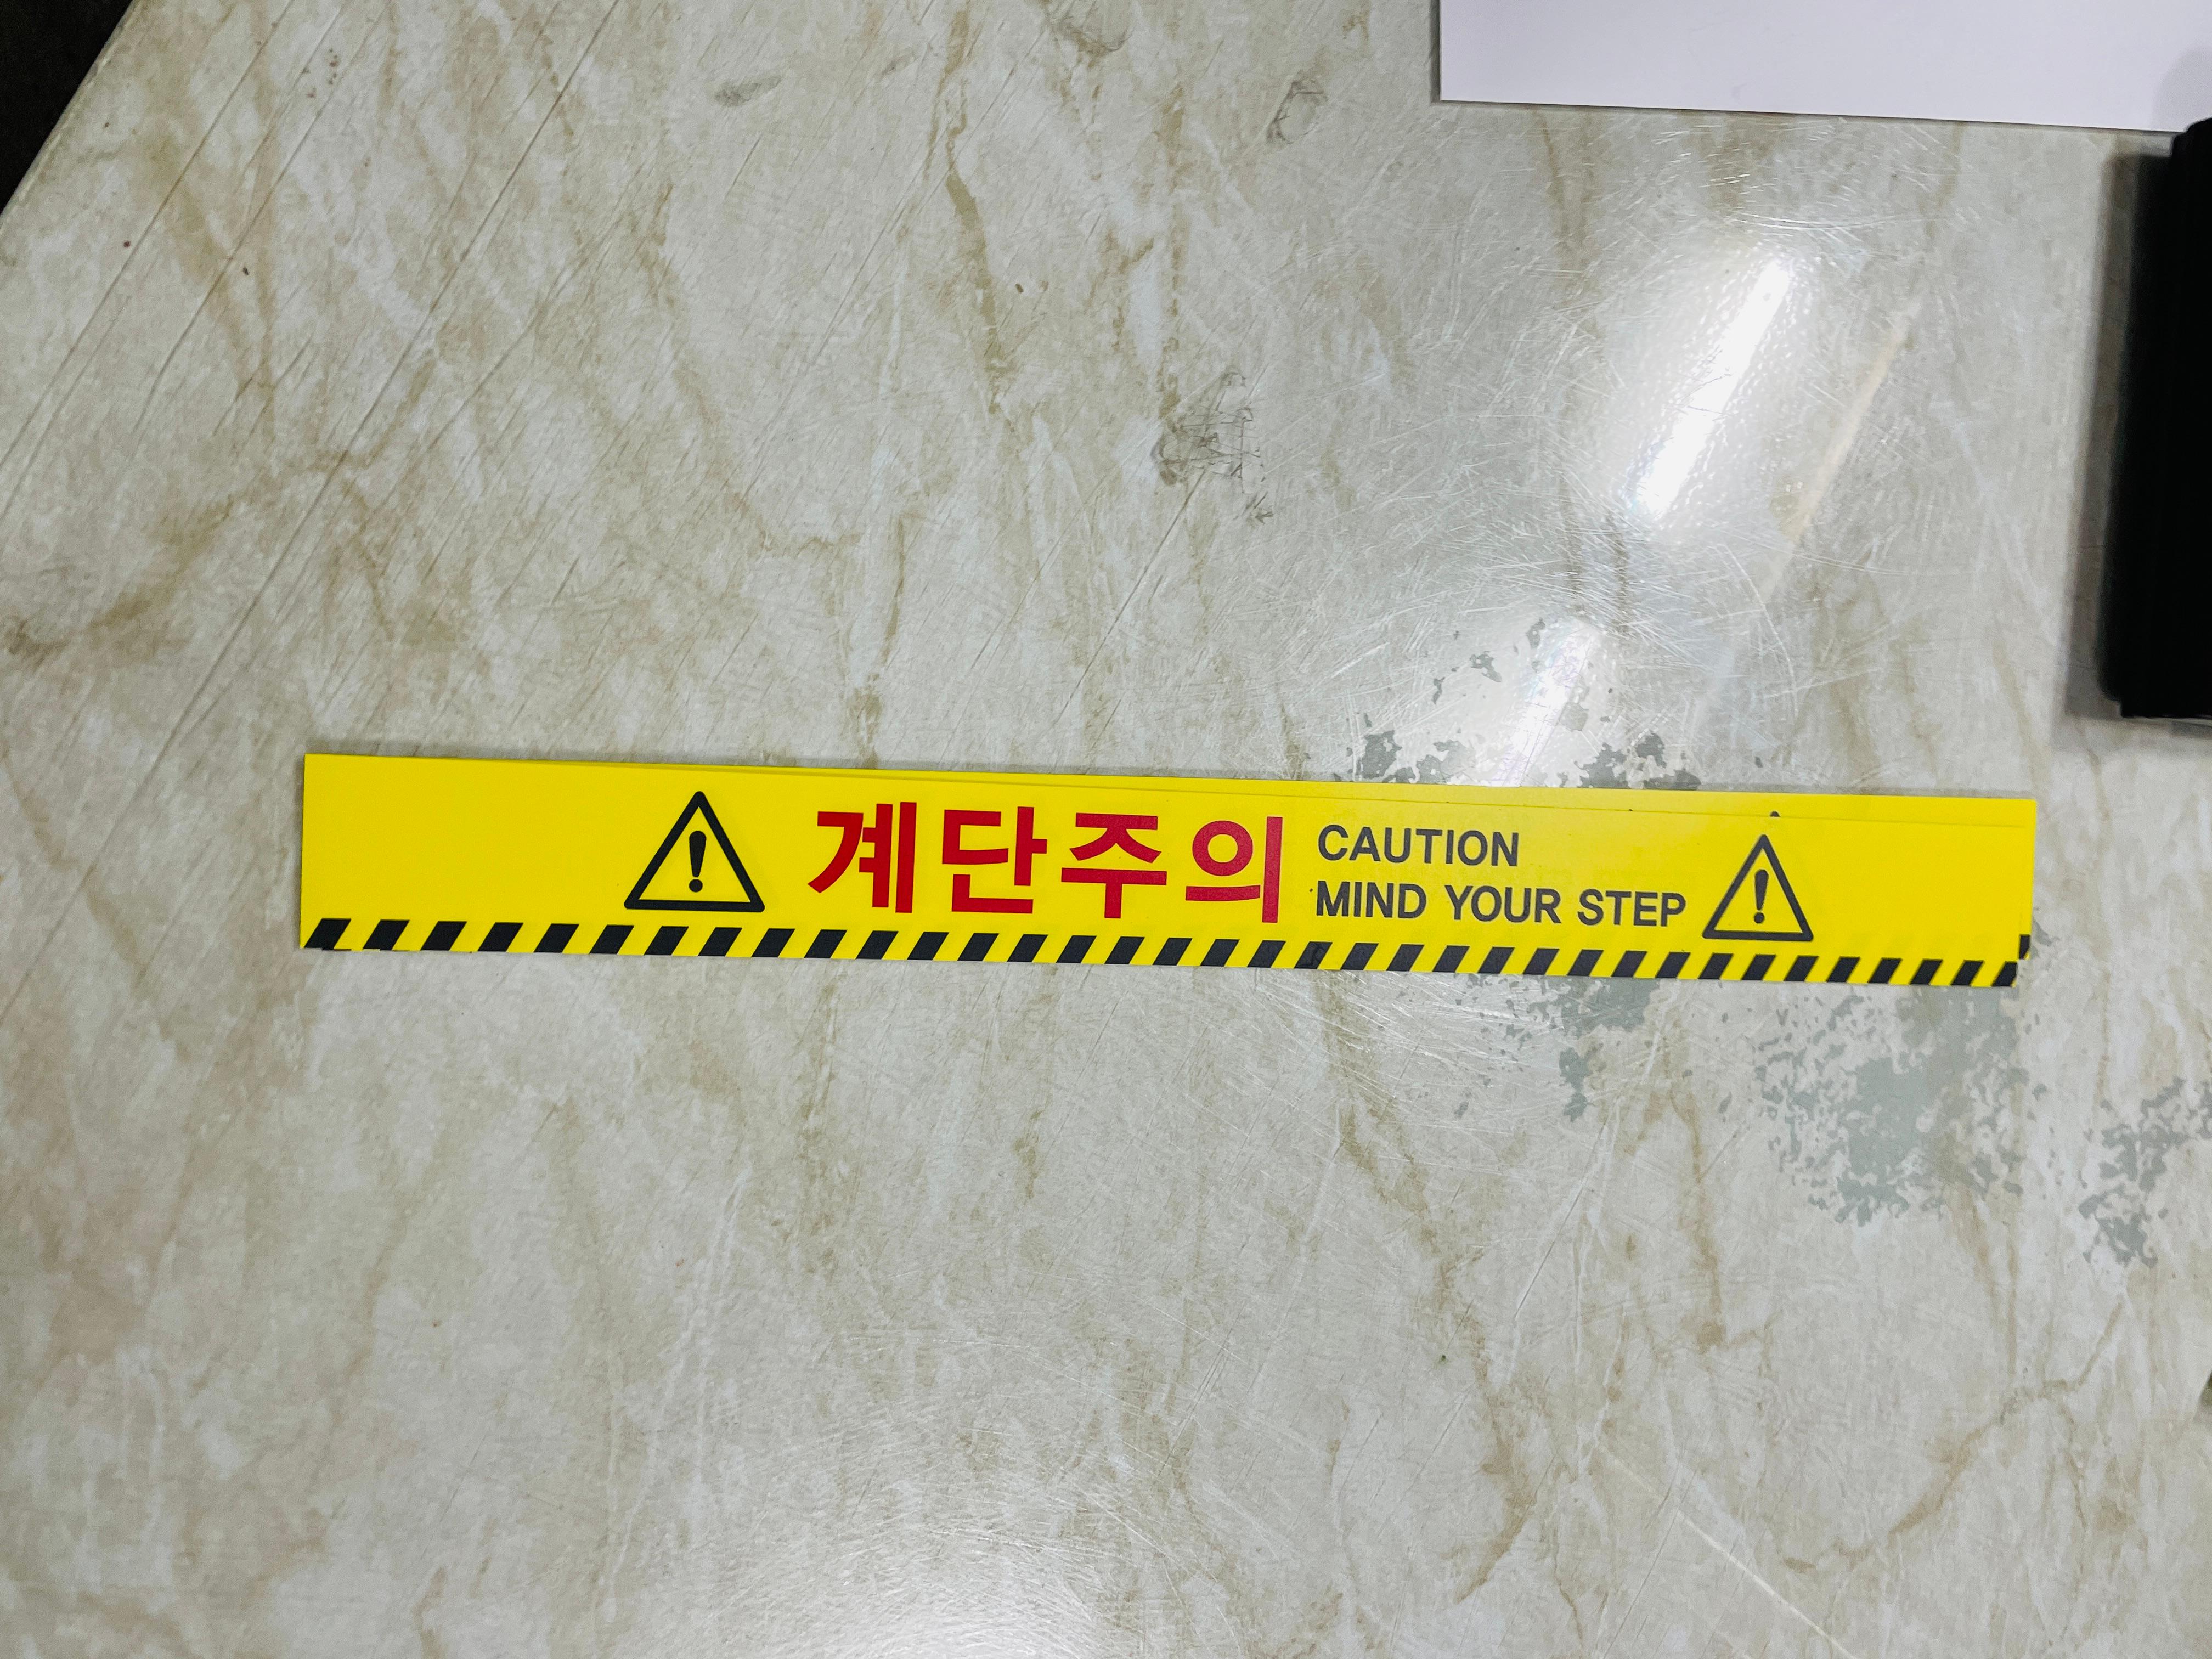 계단주의
CAUTION
MIND YOUR STEP